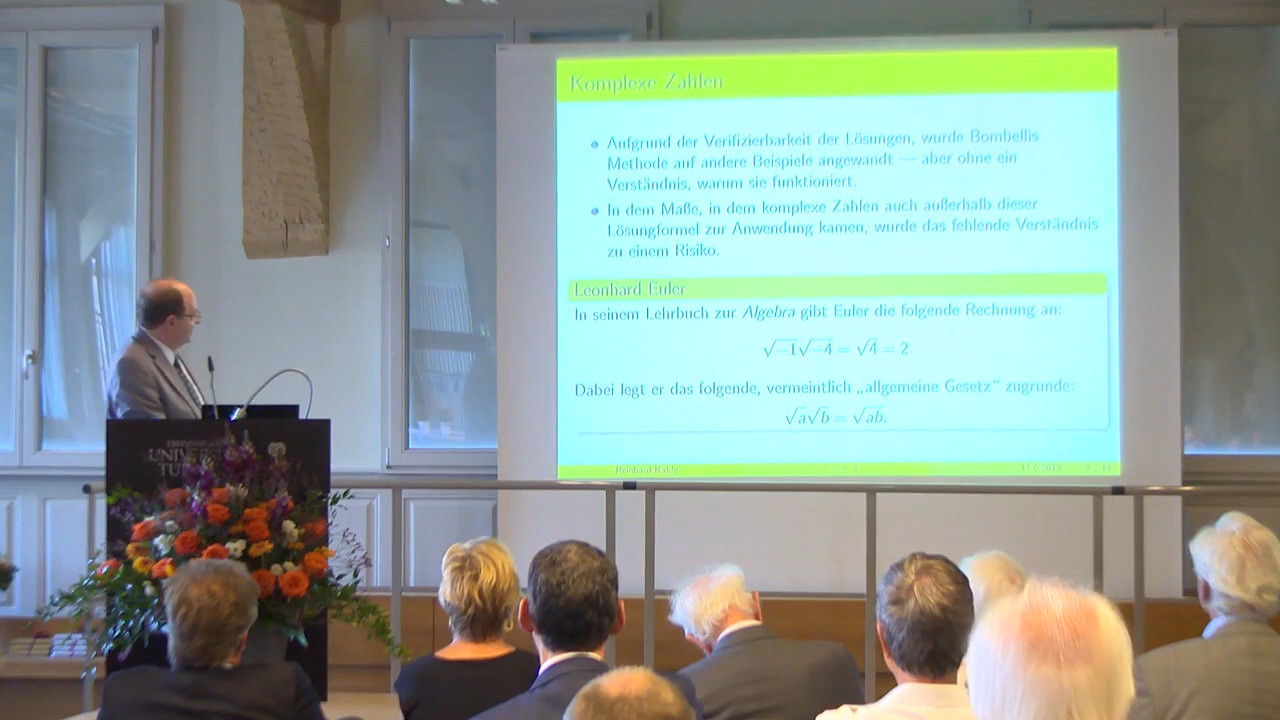 Komplexe Zahlen
Aufgrund der Verifizierbarkeit der Lösungen, wurde Bombellis
Methode auf andere Beispiele angewandt — aber ohne ein
Verständnis, warum sie funktioniert.
In dem Maße, in dem komplexe Zahlen auch außerhalb dieser
Lösungformel zur Anwendung kamen, wurde das fehlende Verständnis
zu einem Risiko.
Leonhard Euler
In seinem Lehrbuch zur Algebra gibt Euler die folgende Rechnung an:
√−1√−4 = √4 = 2
Dabei legt er das folgende, vermeintlich „allgemeine Gesetz" zugrunde:
√a√b = √ab.
Reinhard Kahle